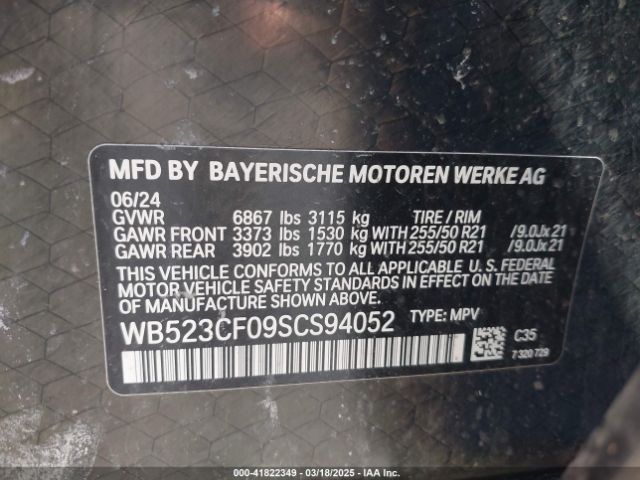 MFD BY BAYERISCHE MOTOREN WERKE AG
06/24
GVWR 6867 lbs 3115 kg TIRE / RIM
GAWR FRONT 3373 lbs 1530 kg WITH 255/50 R21 /9.0Jx21
GAWR REAR 3902 lbs 1770 kg WITH 255/50 R21 /9.0Jx21
THIS VEHICLE CONFORMS TO ALL APPLICABLE U. S. FEDERAL
MOTOR VEHICLE SAFETY STANDARDS IN EFFECT ON THE DATE
OF MANUFACTURE SHOWN ABOVE.
WB523CF09SCS94052 TYPE: MPV
C35
7 320 729
000-41822349 | 03/18/2025 | IAA Inc.